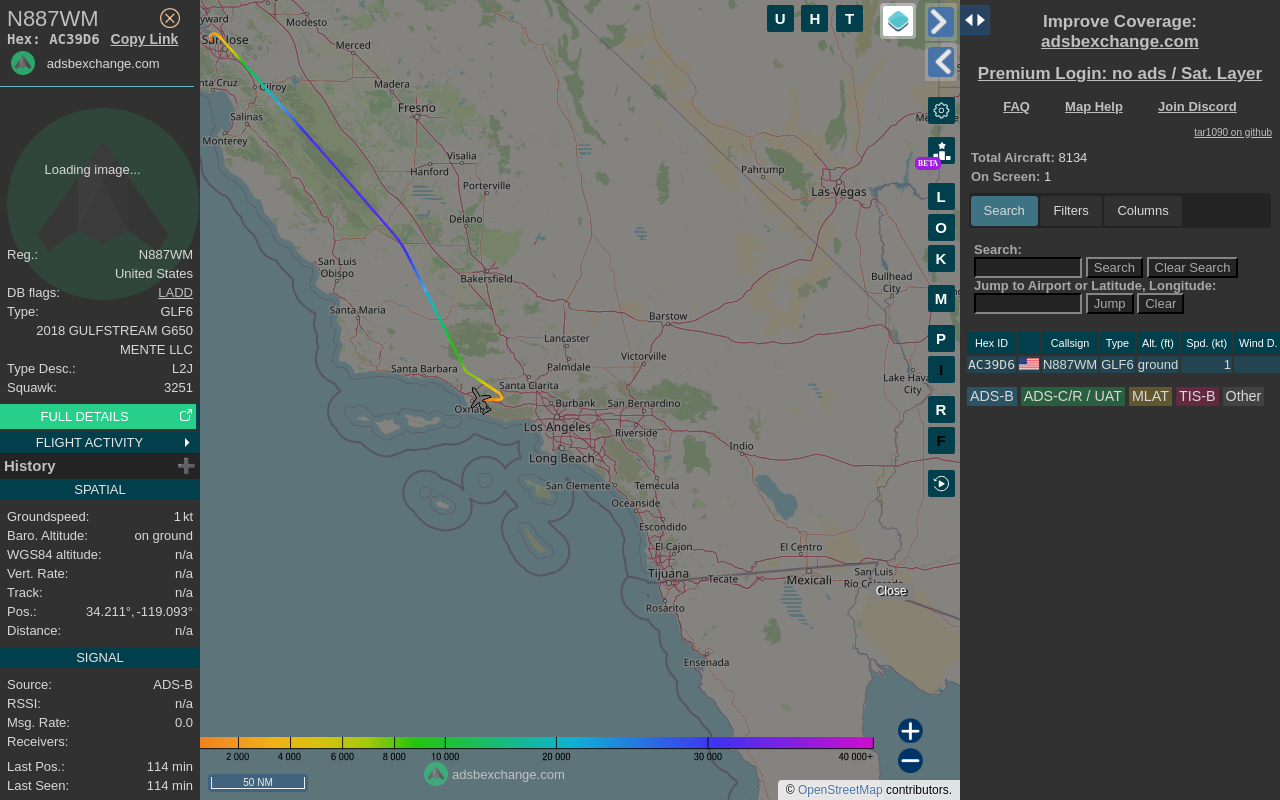 N887WM
Hex: AC39D6 Copy Link
adsbexchange.com
Loading image...
Reg.: N887WM
United States
DB flags: LADD
Type: GLF6
2018 GULFSTREAM G650
MENTE LLC
Type Desc.: L2J
Squawk: 3251
FULL DETAILS
FLIGHT ACTIVITY
History
SPATIAL
Groundspeed: 1 kt
Baro. Altitude: on ground
WGS84 altitude: n/a
Vert. Rate: n/a
Track: n/a
Pos.: 34.211°, -119.093°
Distance: n/a
SIGNAL
Source: ADS-B
RSSI: n/a
Msg. Rate: 0.0
Receivers:
Last Pos.: 114 min
Last Seen: 114 min
Modesto
San Jose
Merced
Gilroy
Madera
Fresno
Salinas
Monterey
Visalia
Hanford
Porterville
Delano
San Luis
Obispo
Bakersfield
Santa Maria
Pahrump
Las Vegas
Bullhead
City
Barstow
Lancaster
Victorville
Palmdale
Santa Barbara
Santa Clarita
Lake Havasu
City
Burbank
San Bernardino
Los Angeles
Riverside
Long Beach
Indio
San Clemente
Temecula
Oceanside
Escondido
El Cajon
El Centro
Tijuana
Tecate
Mexicali
San Luis
Río Colorado
Rosarito
Ensenada
Close
U H T
BETA
L
O
K
M
P
I
R
F
2 000 4 000 6 000 8 000 10 000 20 000 30 000 40 000+
50 NM
adsbexchange.com
© OpenStreetMap contributors.
Improve Coverage:
adsbexchange.com
Premium Login: no ads / Sat. Layer
FAQ Map Help Join Discord
tar1090 on github
Total Aircraft: 8134
On Screen: 1
Search Filters Columns
Search:
Search Clear Search
Jump to Airport or Latitude, Longitude:
Jump Clear
Hex ID Callsign Type Alt. (ft) Spd. (kt) Wind D.
AC39D6 N887WM GLF6 ground 1
ADS-B ADS-C/R / UAT MLAT TIS-B Other